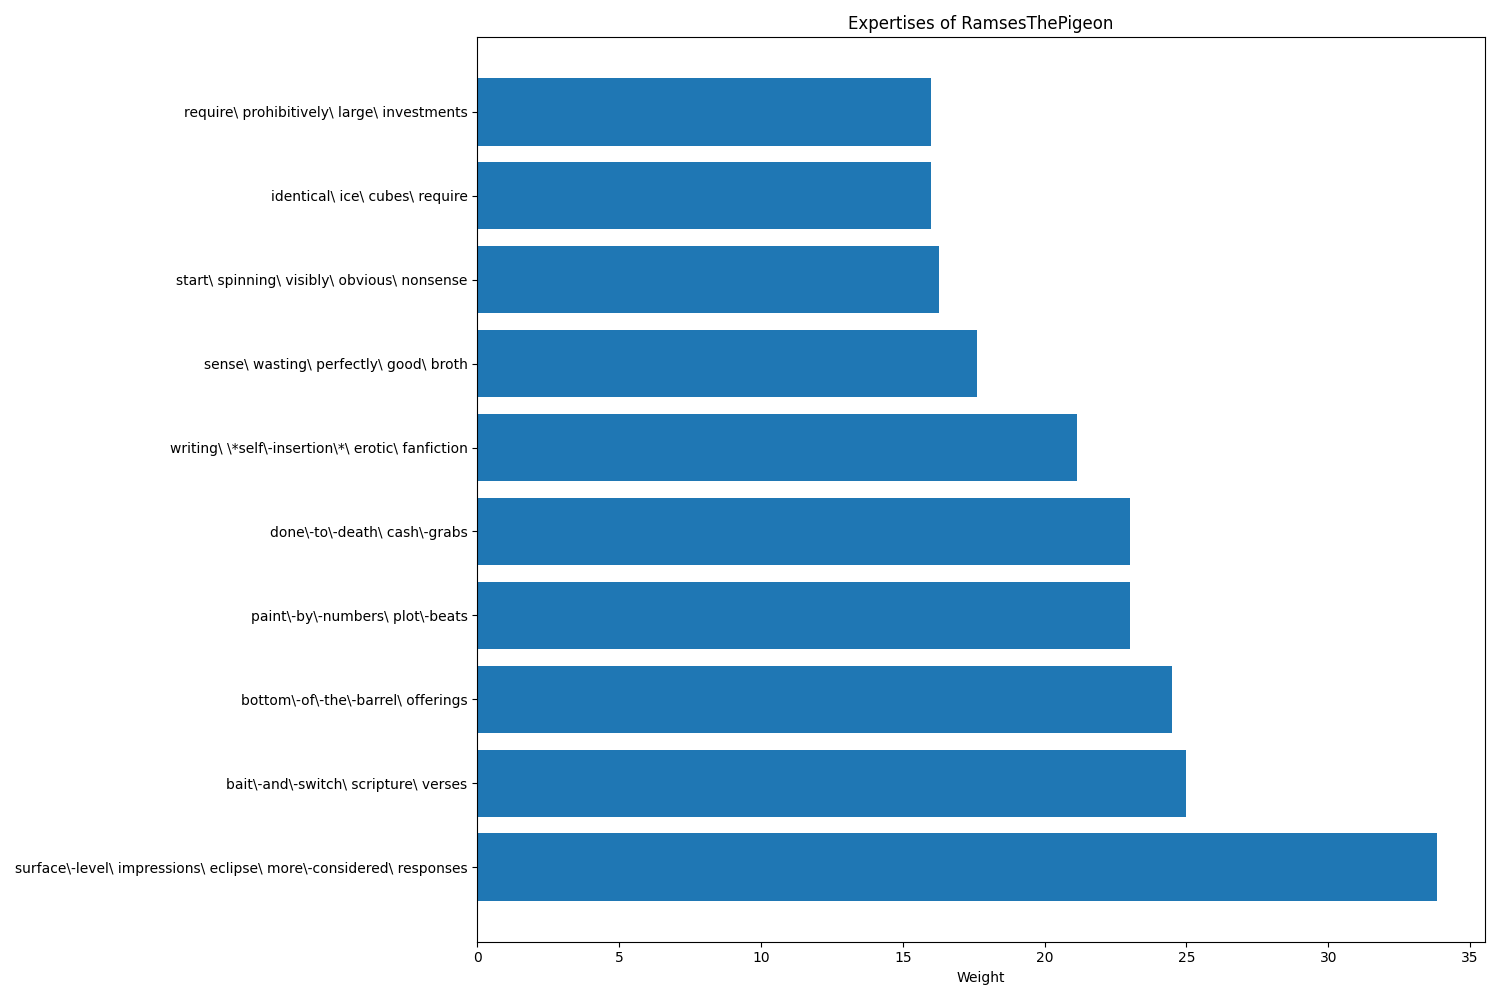 Expertises of RamsesThePigeon
require\ prohibitively\ large\ investments
identical\ ice\ cubes\ require
start\ spinning\ visibly\ obvious\ nonsense
sense\ wasting\ perfectly\ good\ broth
writing\ \*self\-insertion\*\ erotic\ fanfiction
done\-to\-death\ cash\-grabs
paint\-by\-numbers\ plot\-beats
bottom\-of\-the\-barrel\ offerings
bait\-and\-switch\ scripture\ verses
surface\-level\ impressions\ eclipse\ more\-considered\ responses
0 5 10 15 20 25 30 35
Weight